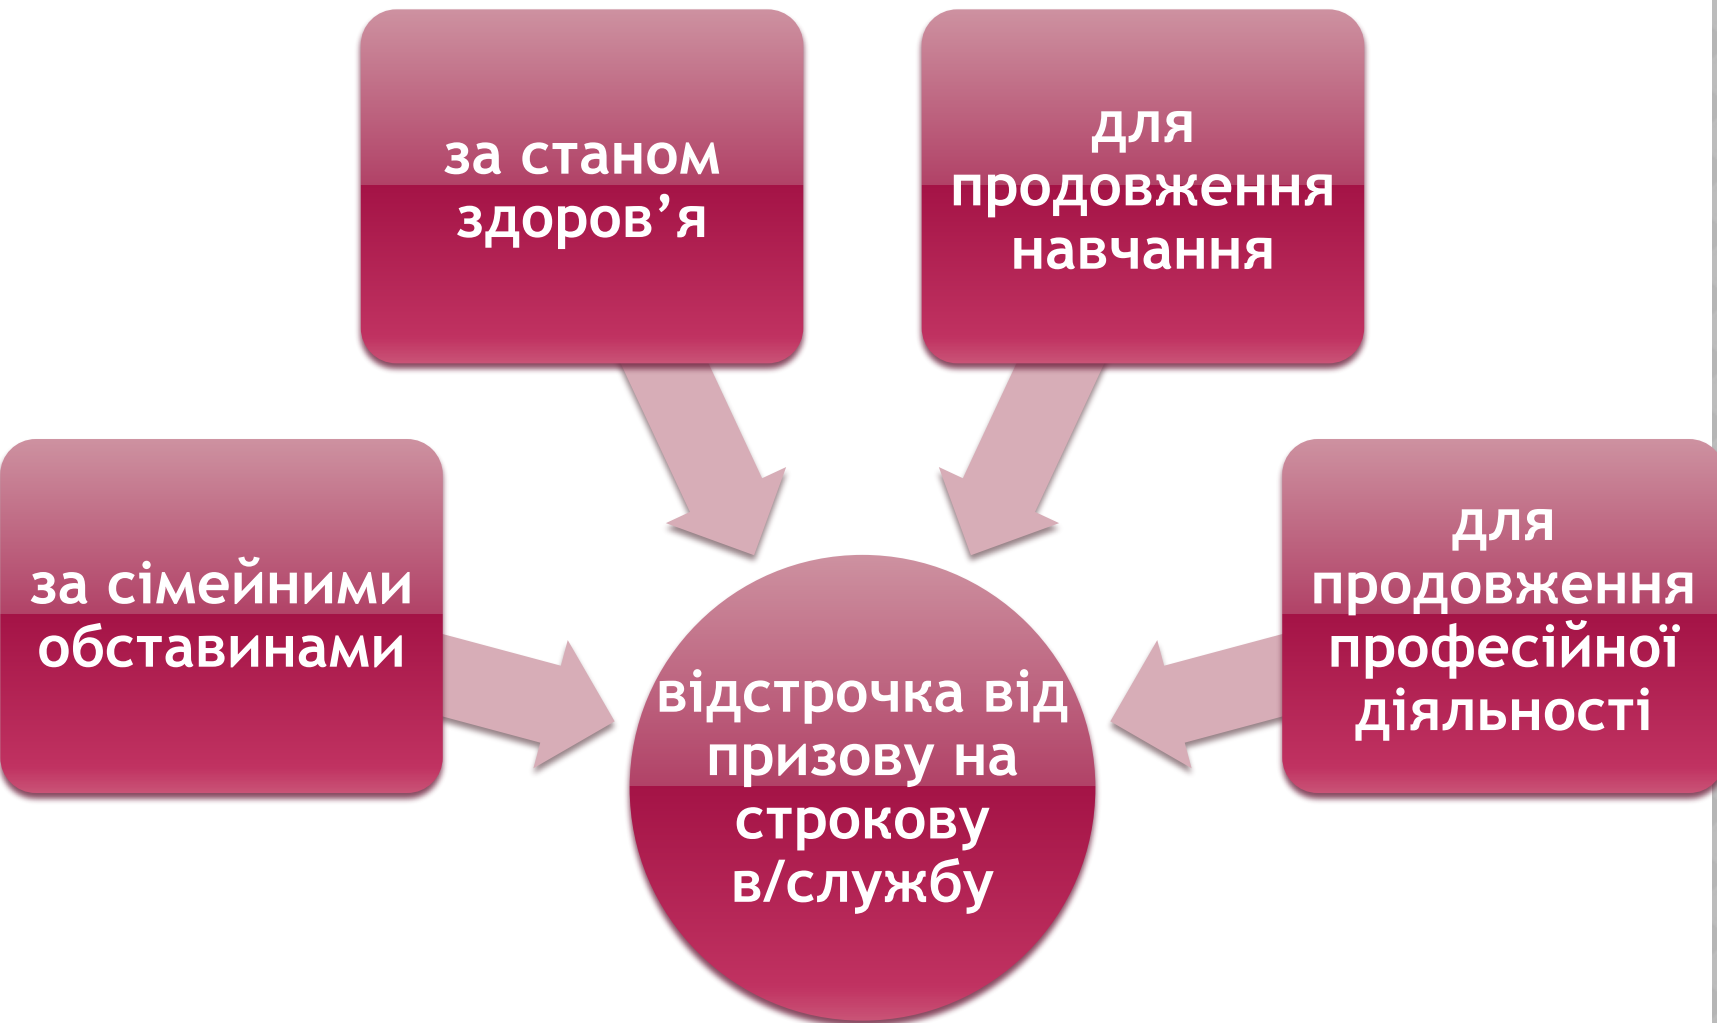 за станом
здоров’я
для
продовження
навчання
за сімейними
обставинами
для
продовження
професійної
діяльності
відстрочка від
призову на
строкову
в/службу